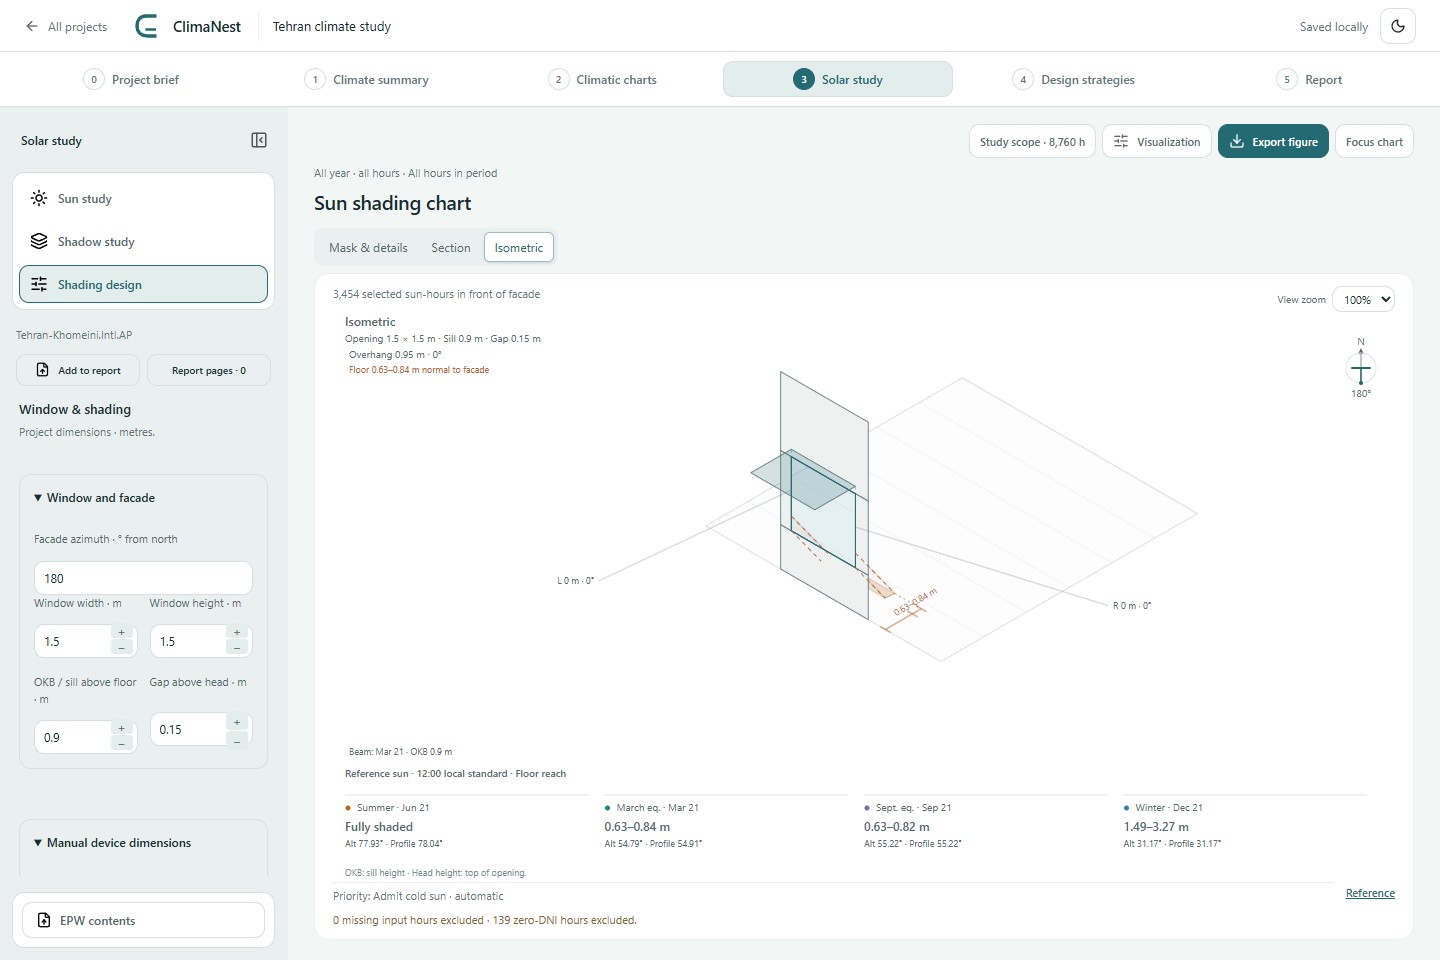 All projects
ClimaNest
Tehran climate study
Saved locally
0 Project brief
1 Climate summary
2 Climatic charts
3 Solar study
4 Design strategies
5 Report
Solar study
Study scope · 8,760 h
Visualization
Export figure
Focus chart
All year · all hours · All hours in period
Sun shading chart
Sun study
Shadow study
Shading design
Mask & details
Section
Isometric
Tehran-Khomeini.Intl.AP
Add to report
Report pages · 0
Window & shading
Project dimensions · metres.
▼ Window and facade
Facade azimuth · ° from north
180
Window width · m
Window height · m
1.5
+
−
1.5
+
−
OKB / sill above floor
· m
Gap above head · m
0.9
+
−
0.15
+
−
▼ Manual device dimensions
EPW contents
3,454 selected sun-hours in front of facade
View zoom
100%
Isometric
Opening 1.5 × 1.5 m · Sill 0.9 m · Gap 0.15 m
Overhang 0.95 m · 0°
Floor 0.63–0.84 m normal to facade
N
180°
L 0 m · 0°
R 0 m · 0°
0.63–0.84 m
Beam: Mar 21 · OKB 0.9 m
Reference sun · 12:00 local standard · Floor reach
Summer · Jun 21
Fully shaded
Alt 77.93° · Profile 78.04°
March eq. · Mar 21
0.63–0.84 m
Alt 54.79° · Profile 54.91°
Sept. eq. · Sep 21
0.63–0.82 m
Alt 55.22° · Profile 55.22°
Winter · Dec 21
1.49–3.27 m
Alt 31.17° · Profile 31.17°
OKB: sill height · Head height: top of opening.
Priority: Admit cold sun · automatic
Reference
0 missing input hours excluded · 139 zero-DNI hours excluded.